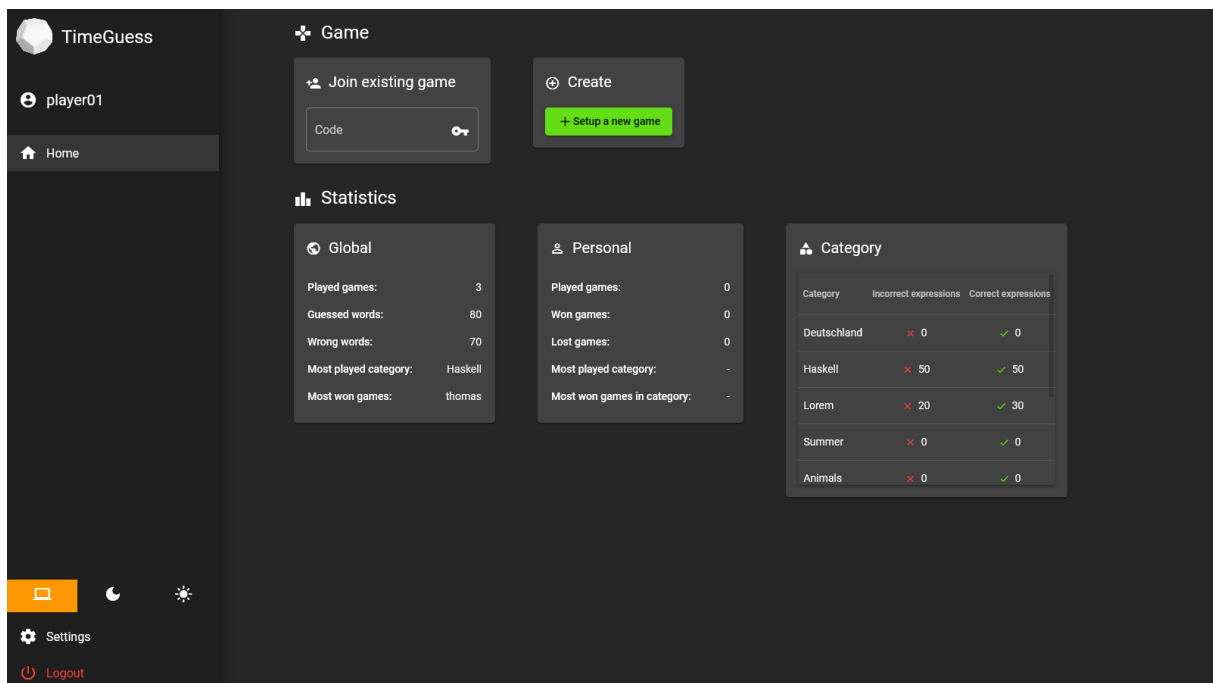 TimeGuess
player01
Home
Settings
Logout
Game
Join existing game
Code
Create
+ Setup a new game
Statistics
Global
Played games: 3
Guessed words: 80
Wrong words: 70
Most played category: Haskell
Most won games: thomas
Personal
Played games: 0
Won games: 0
Lost games: 0
Most played category: -
Most won games in category: -
Category
Category Incorrect expressions Correct expressions
Deutschland 0 0
Haskell 50 50
Lorem 20 30
Summer 0 0
Animals 0 0